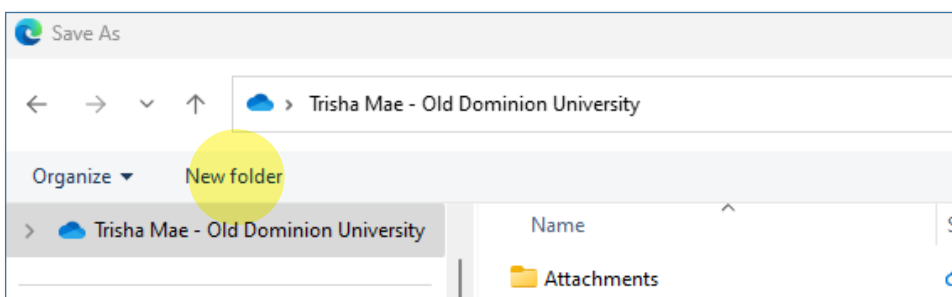 Save As
Trisha Mae - Old Dominion University
Organize New folder
Trisha Mae - Old Dominion University
Name
Attachments